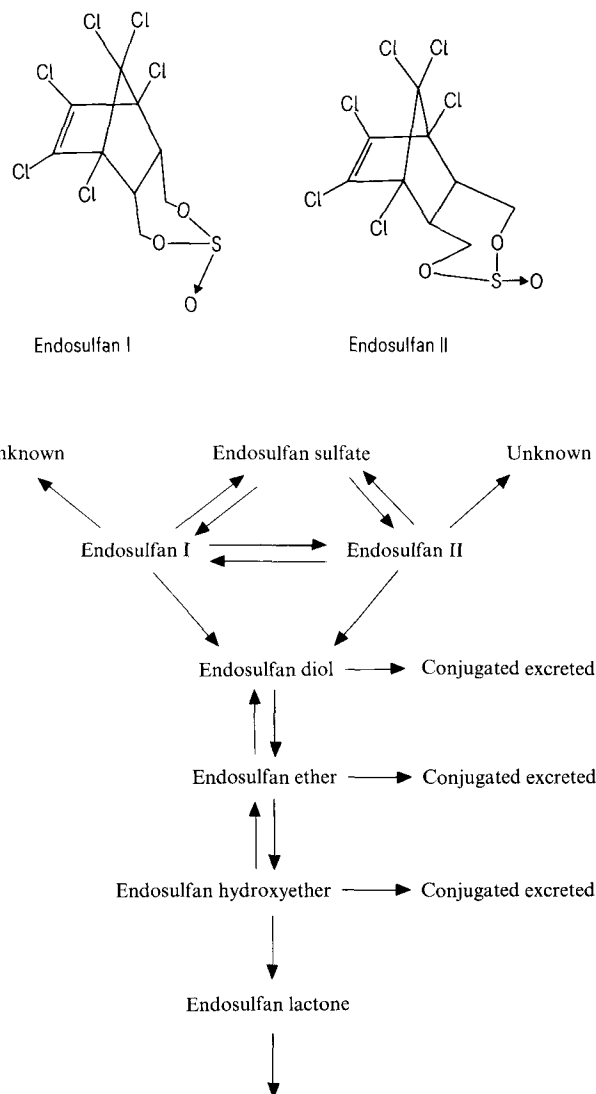 Cl Cl
Cl Cl
Cl Cl
O
O S
O
Endosulfan I
Cl Cl
Cl Cl
Cl Cl
O
O S O
Endosulfan II
nknown Endosulfan sulfate Unknown
Endosulfan I Endosulfan II
Endosulfan diol Conjugated excreted
Endosulfan ether Conjugated excreted
Endosulfan hydroxyether Conjugated excreted
Endosulfan lactone